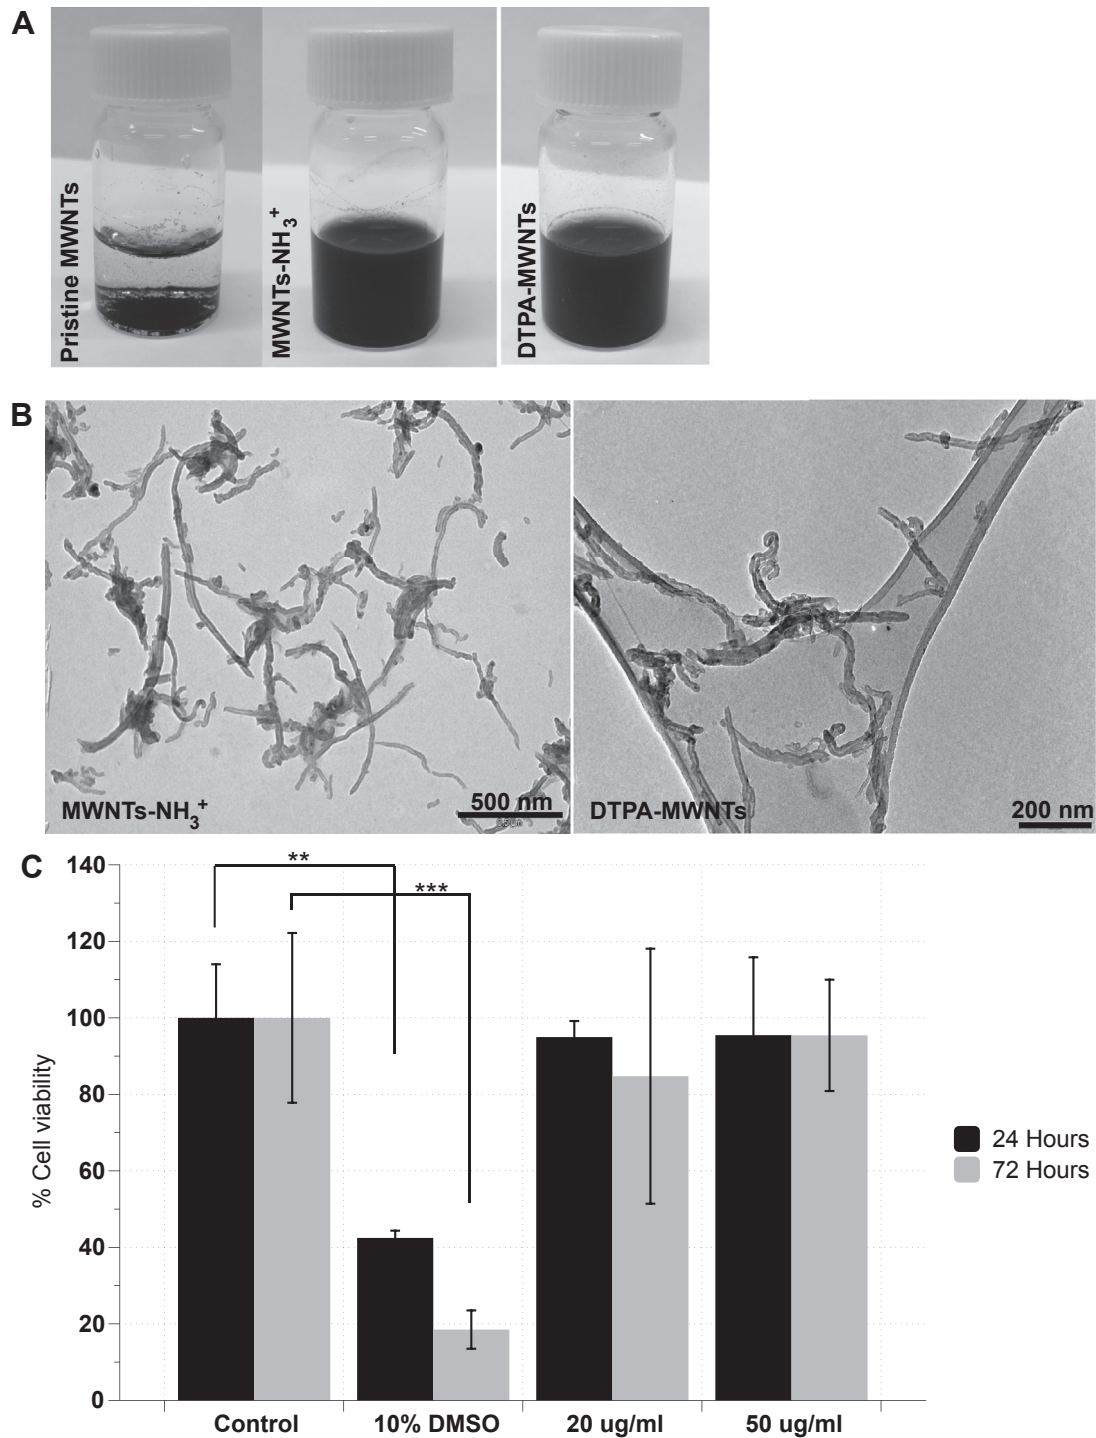 A
Pristine MWNTs
MWNTs-NH3+
DTPA-MWNTs
B
MWNTs-NH3+
500 nm
DTPA-MWNTs
200 nm
C
140
120
100
80
60
40
20
0
% Cell viability
**
***
Control
10% DMSO
20 ug/ml
50 ug/ml
24 Hours
72 Hours